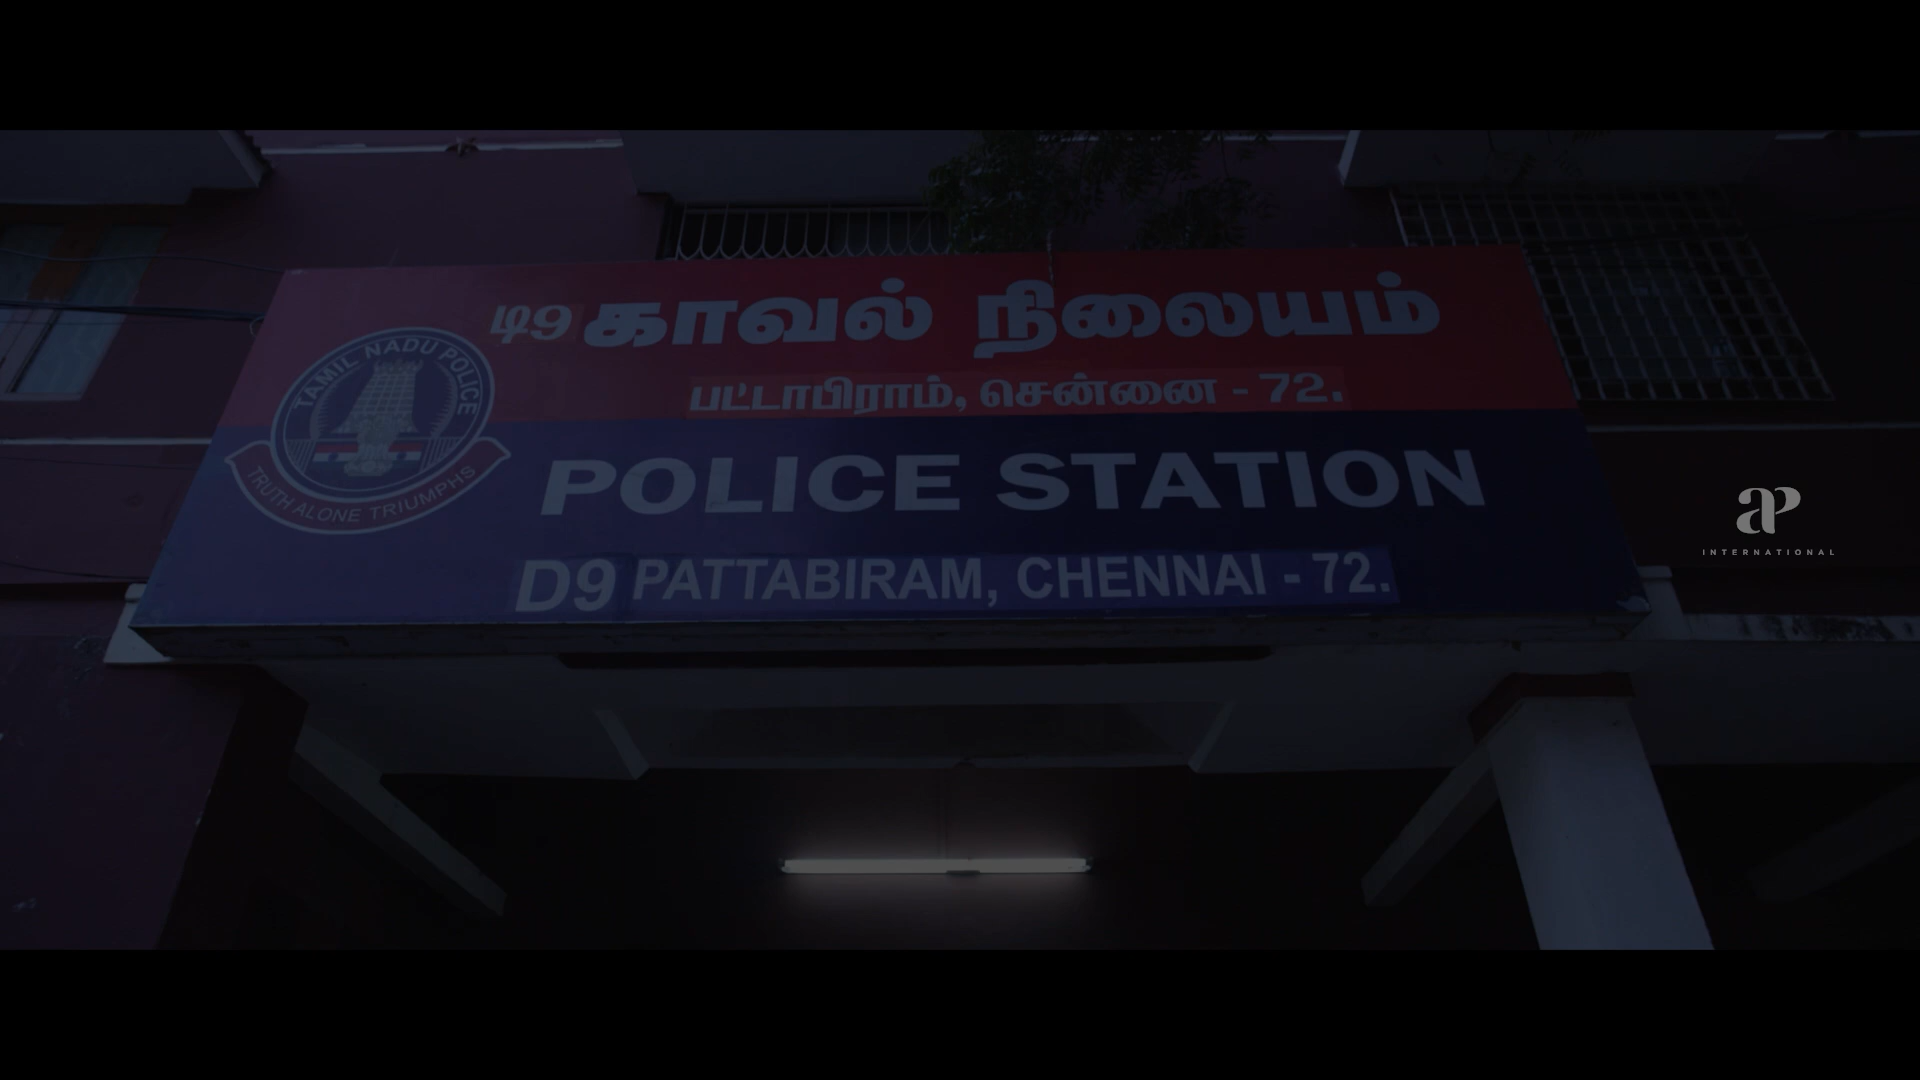 டி9 காவல் நிலையம்
பட்டாபிராம், சென்னை - 72.
TAMIL NADU POLICE
TRUTH ALONE TRIUMPHS
POLICE STATION
D9 PATTABIRAM, CHENNAI - 72.
aP
INTERNATIONAL